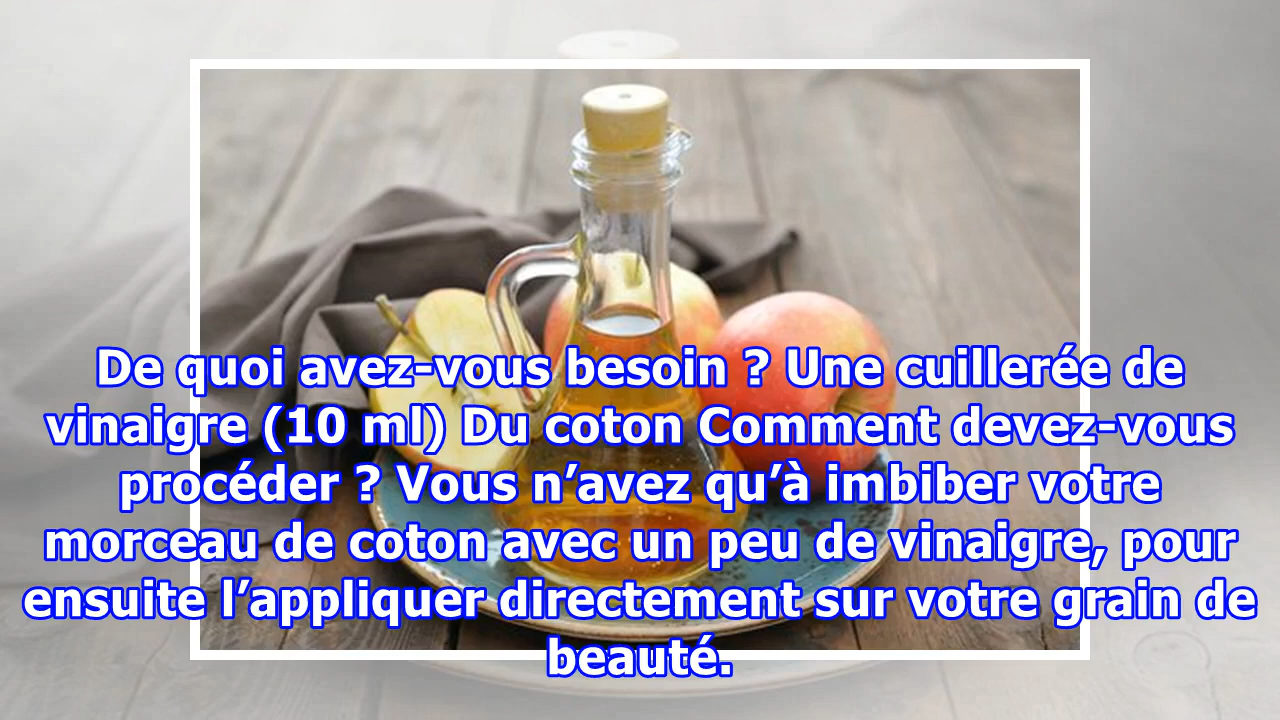 De quoi avez-vous besoin ? Une cuillerée de
vinaigre (10 ml) Du coton Comment devez-vous
procéder ? Vous n’avez qu’à imbiber votre
morceau de coton avec un peu de vinaigre, pour
ensuite l’appliquer directement sur votre grain de
beauté.